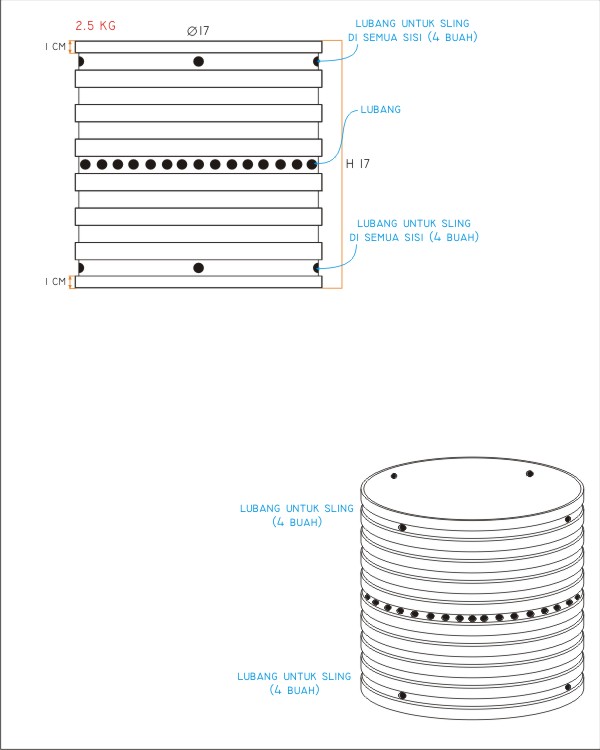 2.5 KG
Ø17
1 CM
LUBANG UNTUK SLING
DI SEMUA SISI (4 BUAH)
LUBANG
H 17
LUBANG UNTUK SLING
DI SEMUA SISI (4 BUAH)
1 CM
LUBANG UNTUK SLING
(4 BUAH)
LUBANG UNTUK SLING
(4 BUAH)